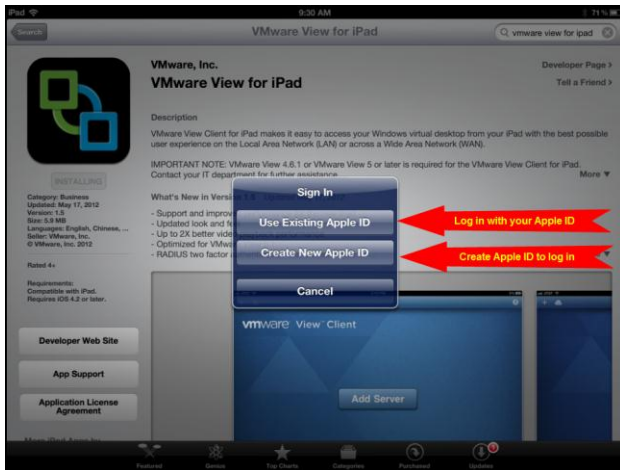 iPad
9:30 AM
71%
Search
VMware View for iPad
vmware view for ipad
VMware, Inc.
VMware View for iPad
Developer Page >
Tell a Friend >
Description
VMware View Client for iPad makes it easy to access your Windows virtual desktop from your iPad with the best possible
user experience on the Local Area Network (LAN) or across a Wide Area Network (WAN).
IMPORTANT NOTE: VMware View 4.6.1 or VMware View 5 or later is required for the VMware View Client for iPad.
Contact your IT department for further assistance.
More ▼
INSTALLING
Category: Business
Updated: May 17, 2012
Version: 1.5
Size: 5.9 MB
Languages: English, Chinese, ...
Seller: VMware, Inc.
© VMware, Inc. 2012
Rated 4+
Requirements:
Compatible with iPad.
Requires iOS 4.2 or later.
What's New in Version
- Support and improv
- Updated look and fe
- Up to 2X better vide
- Optimized for VMwa
- RADIUS two factor
Sign In
Use Existing Apple ID
Create New Apple ID
Cancel
Log in with your Apple ID
Create Apple ID to log in
vmware View Client
Add Server
Developer Web Site
App Support
Application License
Agreement
More iPad Apps by
Featured
Genius
Top Charts
Categories
Purchased
Updates